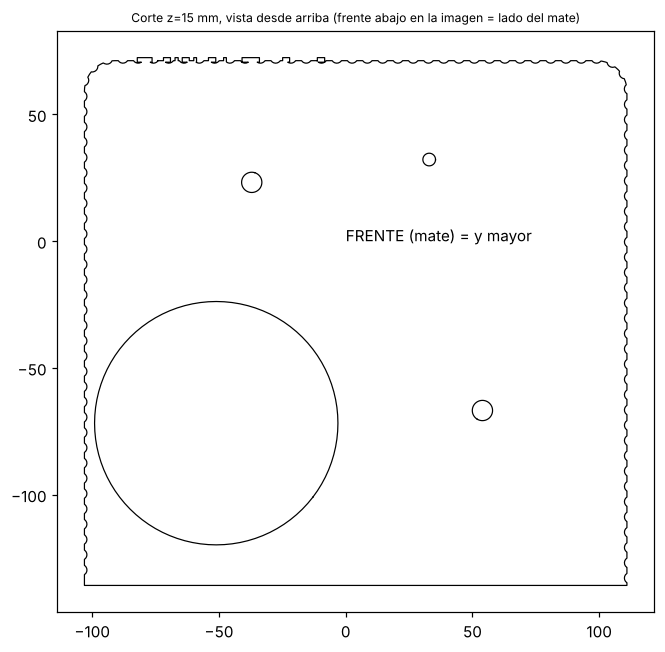 Corte z=15 mm, vista desde arriba (frente abajo en la imagen = lado del mate)
50
0
−50
−100
FRENTE (mate) = y mayor
−100 −50 0 50 100